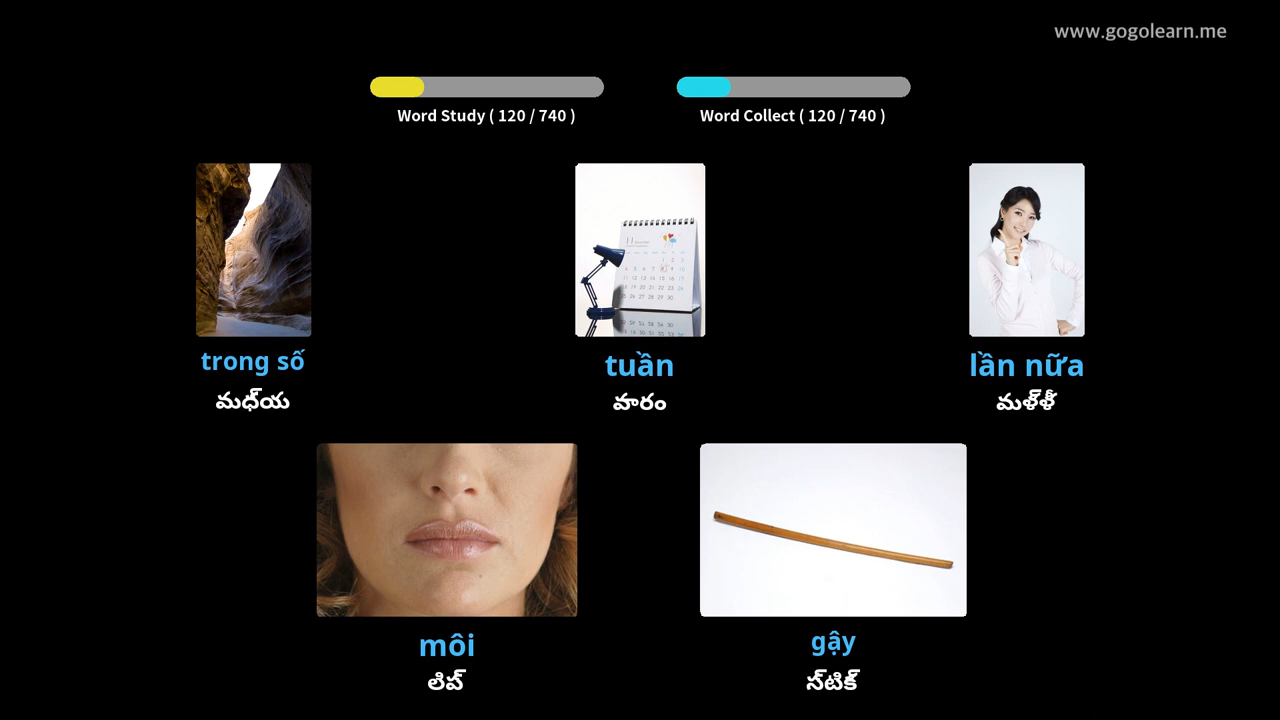 www.gogolearn.me
Word Study ( 120 / 740 )
Word Collect ( 120 / 740 )
trong số
tuần
lần nữa
మధ్య
వారం
మళ్ళీ
môi
gậy
లిప్
స్టిక్